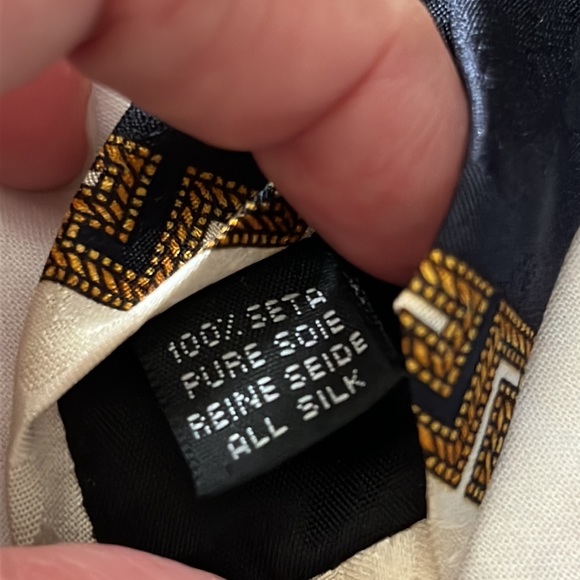 100% SETA
PURE SOIE
REINE SEIDE
ALL SILK